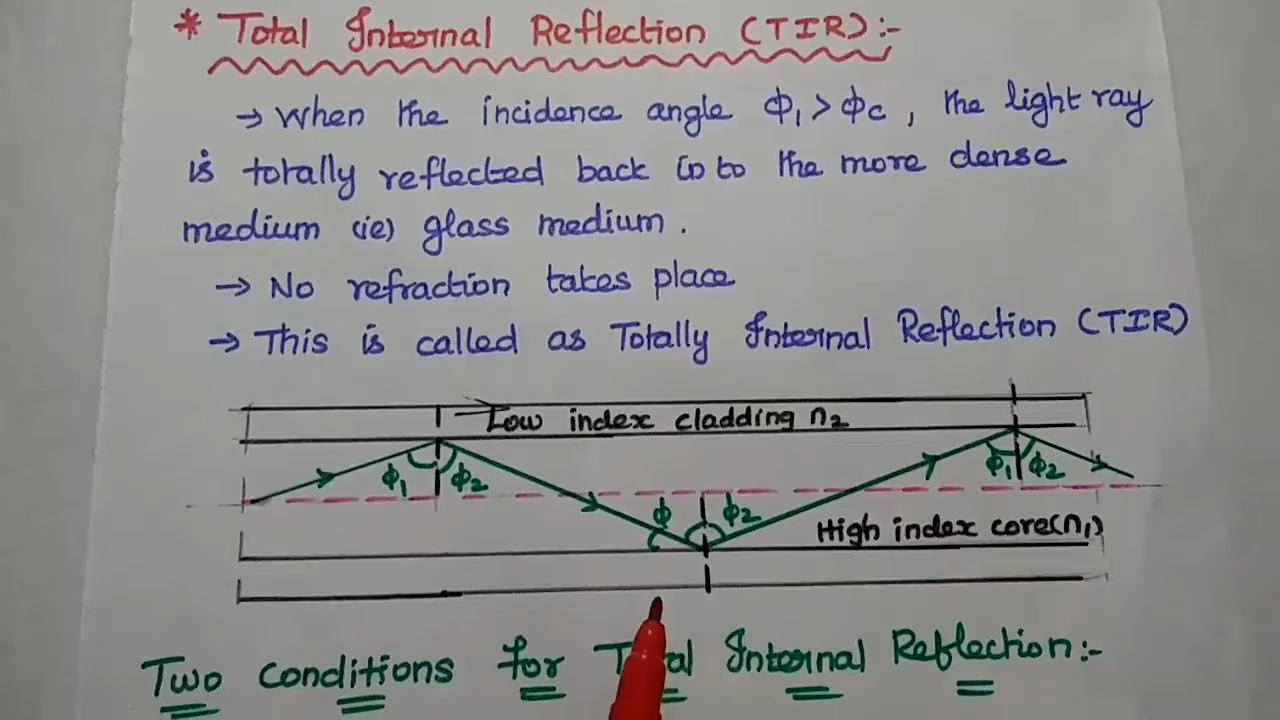 * Total Internal Reflection (TIR):-
→ When the incidence angle ϕ₁ > ϕc, the light ray
is totally reflected back into the more dense
medium (ie) glass medium.
→ No refraction takes place
→ This is called as Totally Internal Reflection (TIR)
Low index cladding n₂
ϕ₁ ϕ₂ ϕ₁ ϕ₂
ϕ ϕ₂
High index core(n₁)
Two conditions for Total Internal Reflection:-